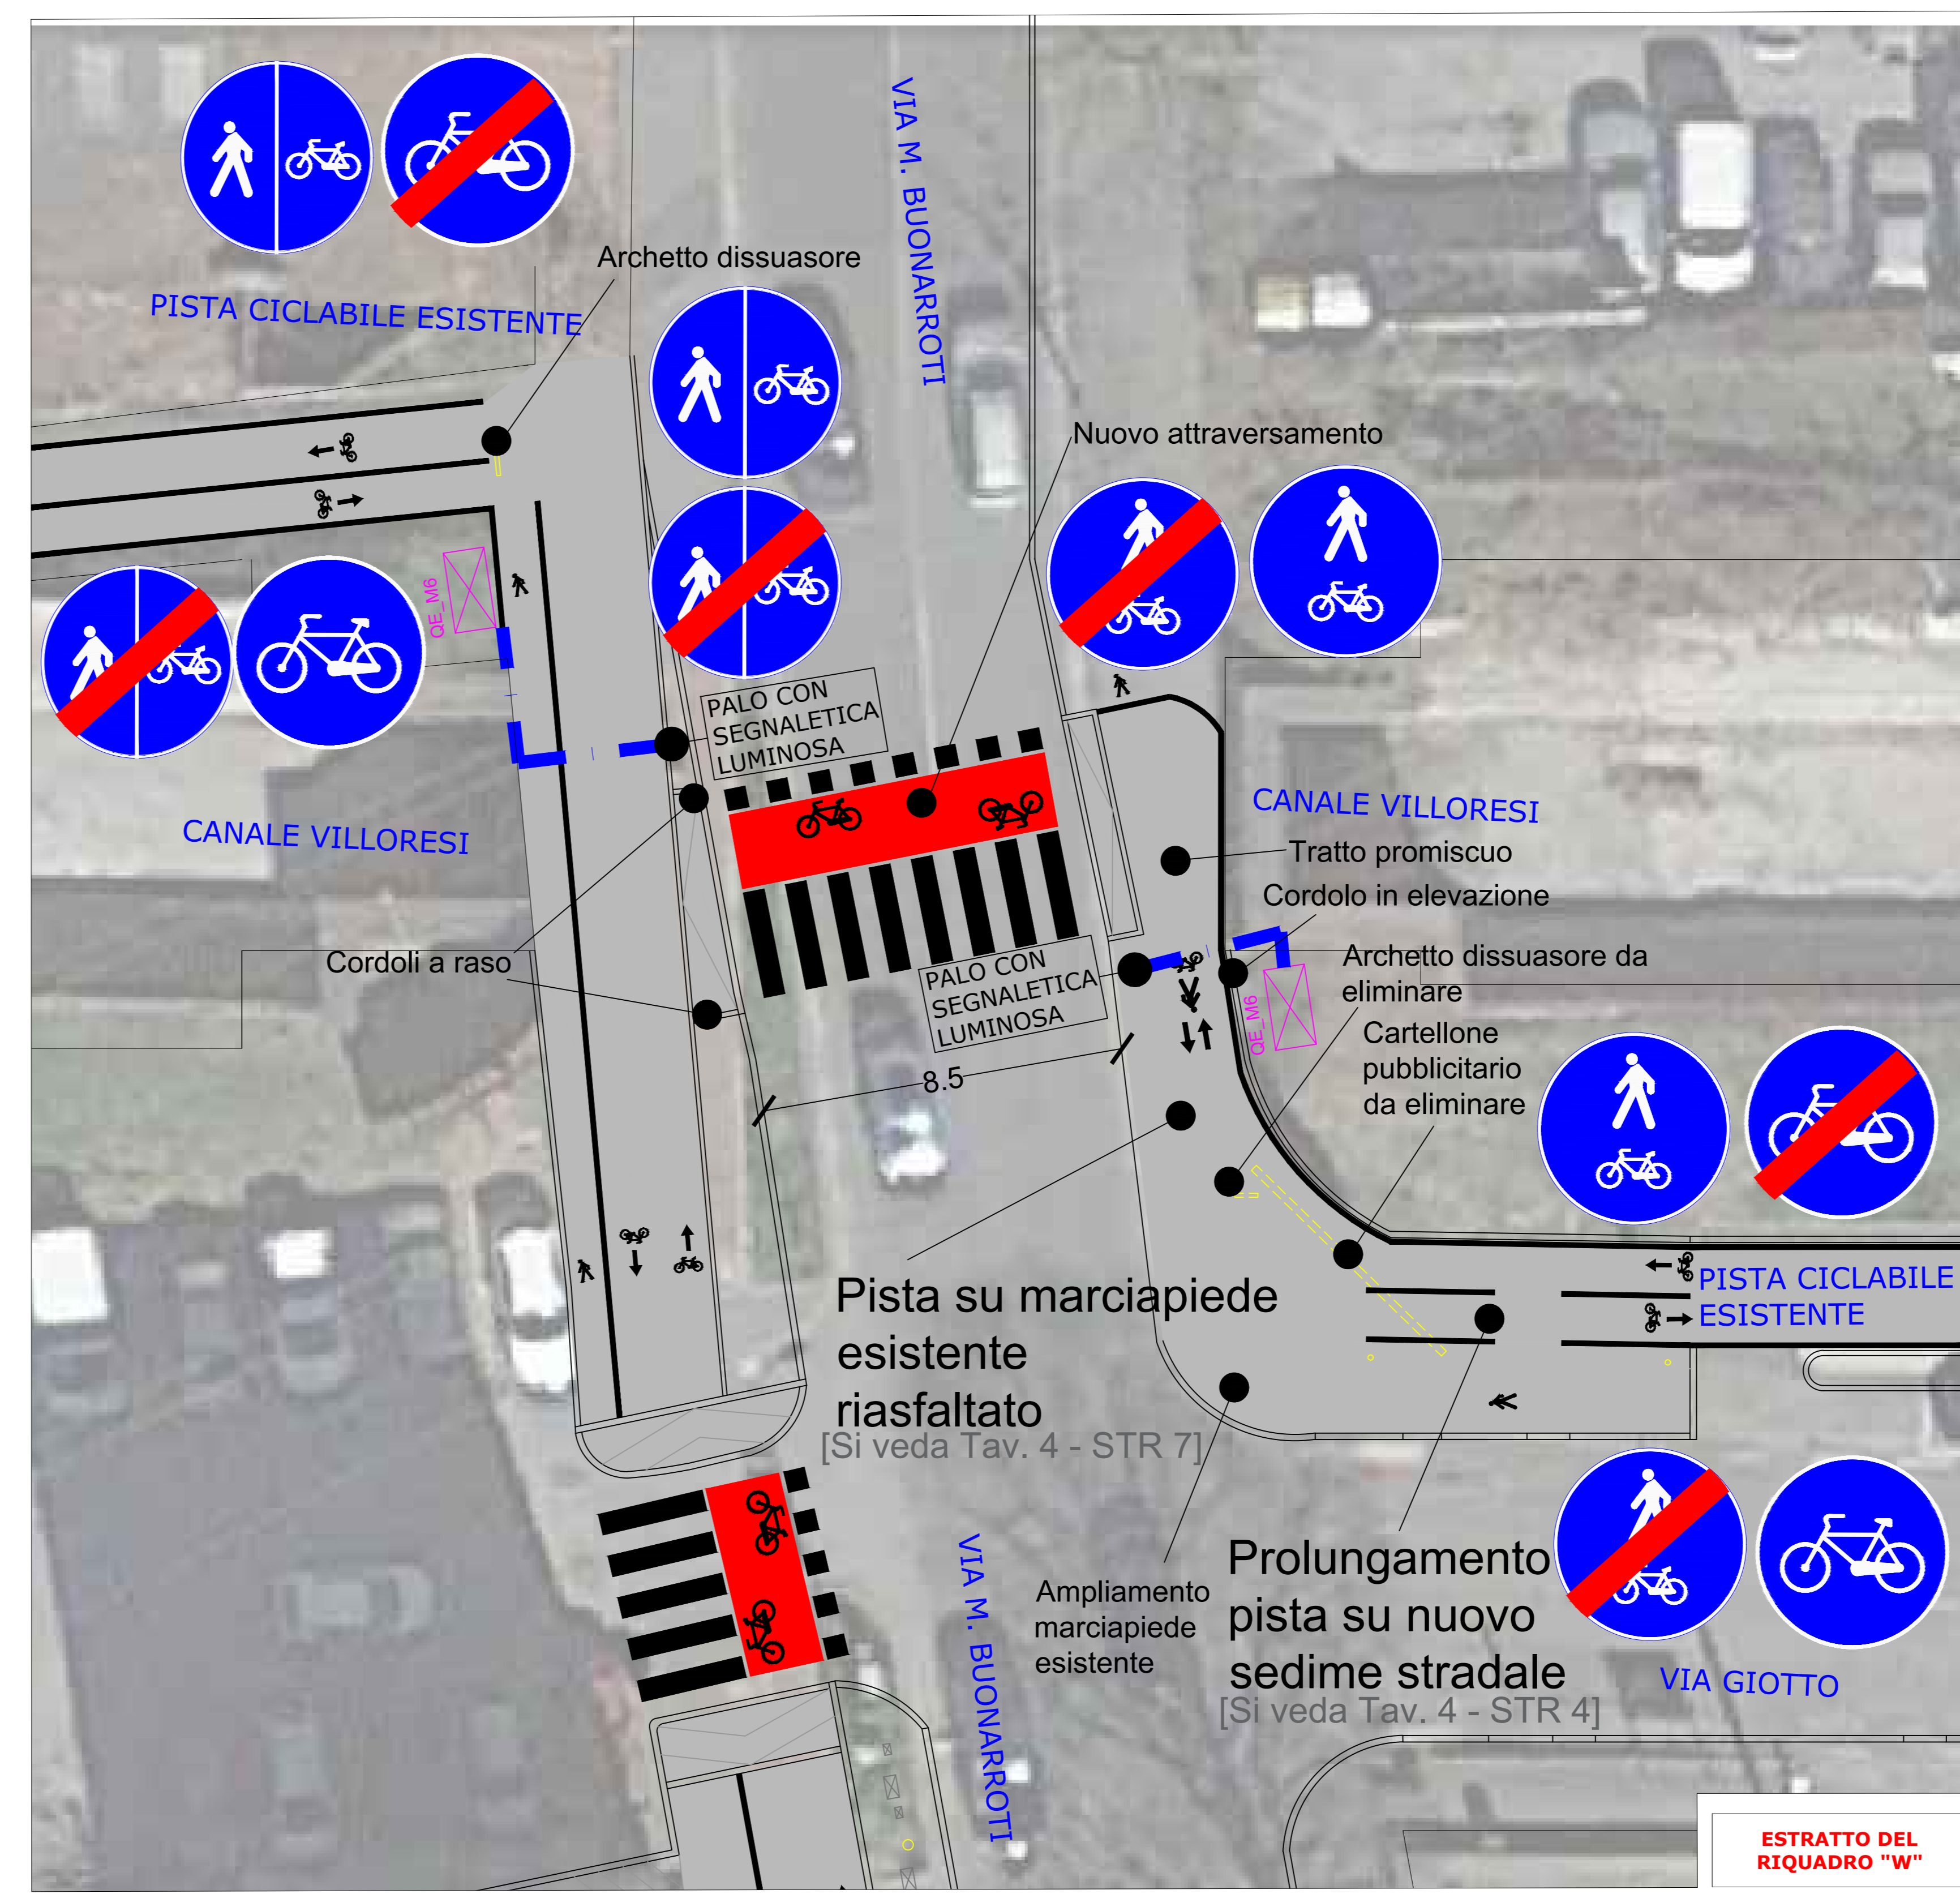 VIA M. BUONARROTI
Archetto dissuasore
PISTA CICLABILE ESISTENTE
Nuovo attraversamento
QE_M6
PALO CON
SEGNALETICA
LUMINOSA
CANALE VILLORESI
CANALE VILLORESI
Tratto promiscuo
Cordolo in elevazione
Cordoli a raso
Archetto dissuasore da
eliminare
PALO CON
SEGNALETICA
LUMINOSA
QE_M6
Cartellone
pubblicitario
da eliminare
8.5
Pista su marciapiede
esistente
riasfaltato
[Si veda Tav. 4 - STR 7]
PISTA CICLABILE
ESISTENTE
VIA M. BUONARROTI
Ampliamento
marciapiede
esistente
Prolungamento
pista su nuovo
sedime stradale
[Si veda Tav. 4 - STR 4]
VIA GIOTTO
ESTRATTO DEL
RIQUADRO "W"